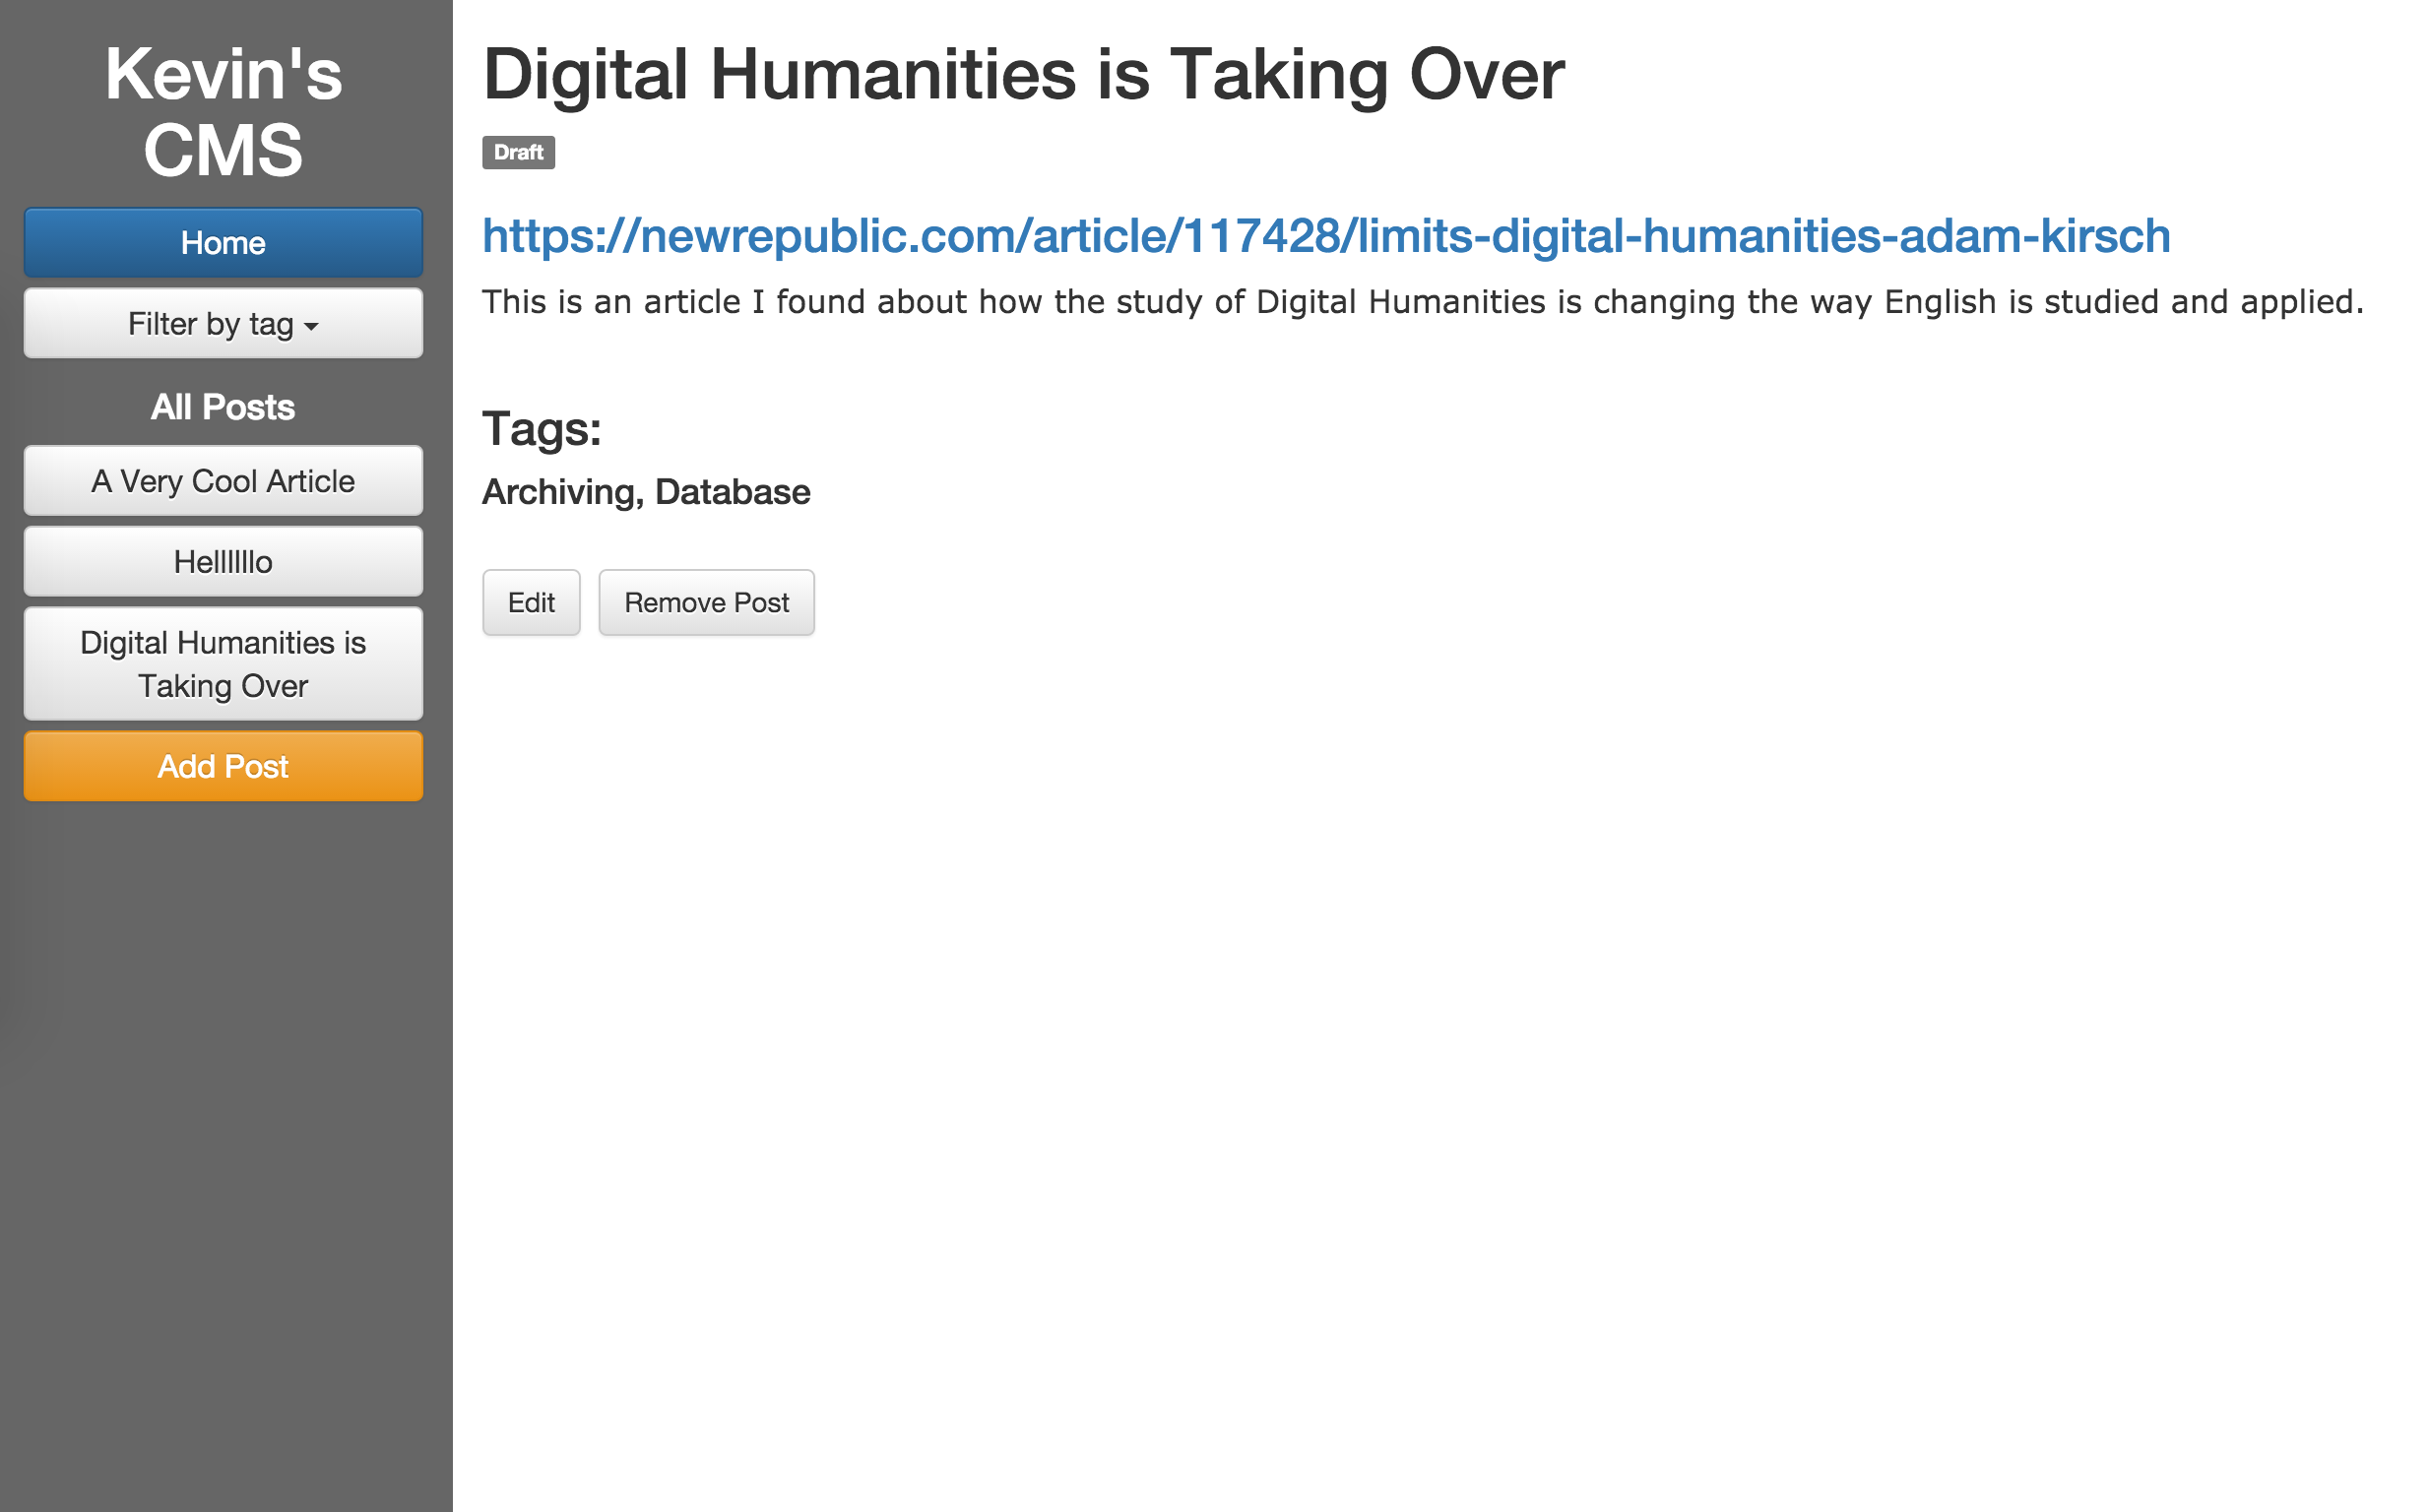 Kevin's
CMS
Home
Filter by tag
All Posts
A Very Cool Article
Helllllllo
Digital Humanities is
Taking Over
Add Post
Digital Humanities is Taking Over
Draft
https://newrepublic.com/article/117428/limits-digital-humanities-adam-kirsch
This is an article I found about how the study of Digital Humanities is changing the way English is studied and applied.
Tags:
Archiving, Database
Edit
Remove Post